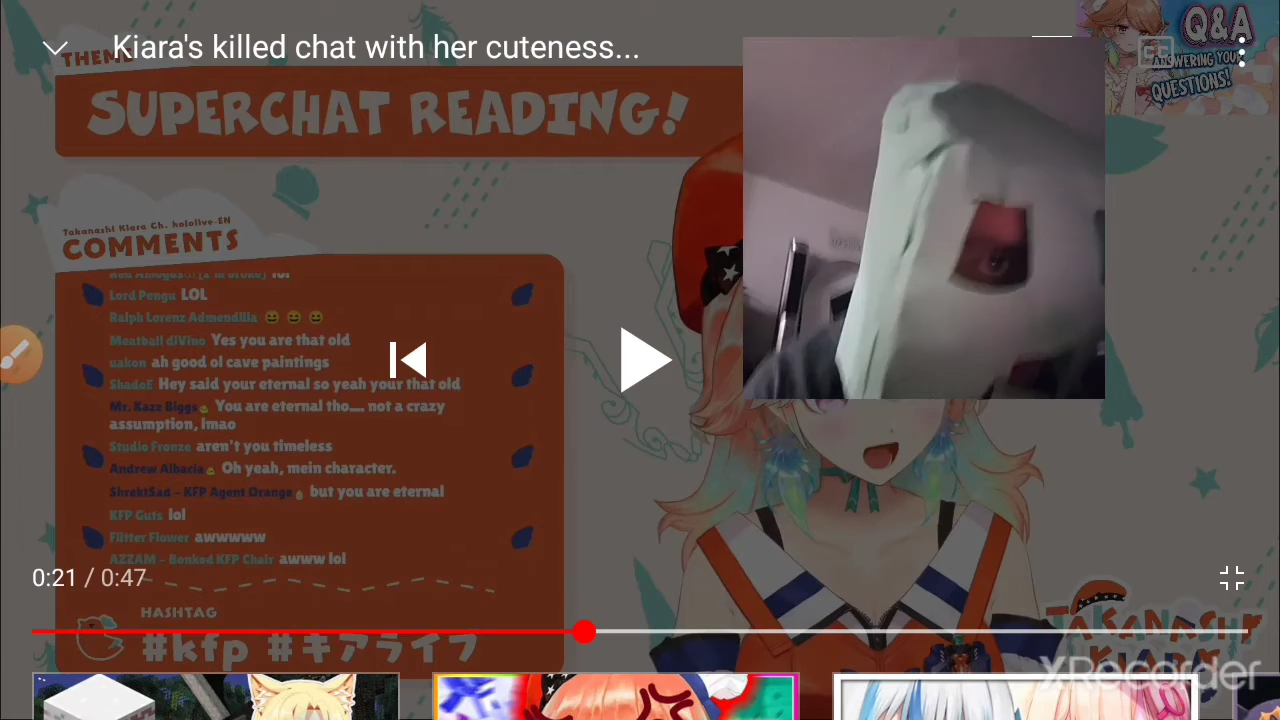 Kiara's killed chat with her cuteness...
THEME
SUPERCHAT READING!
Q&A
ANSWERING YOUR
QUESTIONS!
CC
Takanashi Kiara Ch. hololive-EN
COMMENTS
lol
Lord Pengu LOL
Ralph Lorenz Admendilla 😆 😆 😆
Meatball diVino Yes you are that old
uakon ah good ol cave paintings
ShadoE Hey said your eternal so yeah your that old
Mr. Kazz Biggs You are eternal tho.... not a crazy
assumption, lmao
Studio Fronze aren't you timeless
Andrew Albacia Oh yeah, mein character.
ShrektSad - KFP Agent Orange but you are eternal
KFP Guts lol
Flitter Flower awwwwww
AZZAM - Bonked KFP Chair awww lol
0:21 / 0:47
HASHTAG
#kfp #キアライフ
TAKANASHI
KIARA
XRecorder